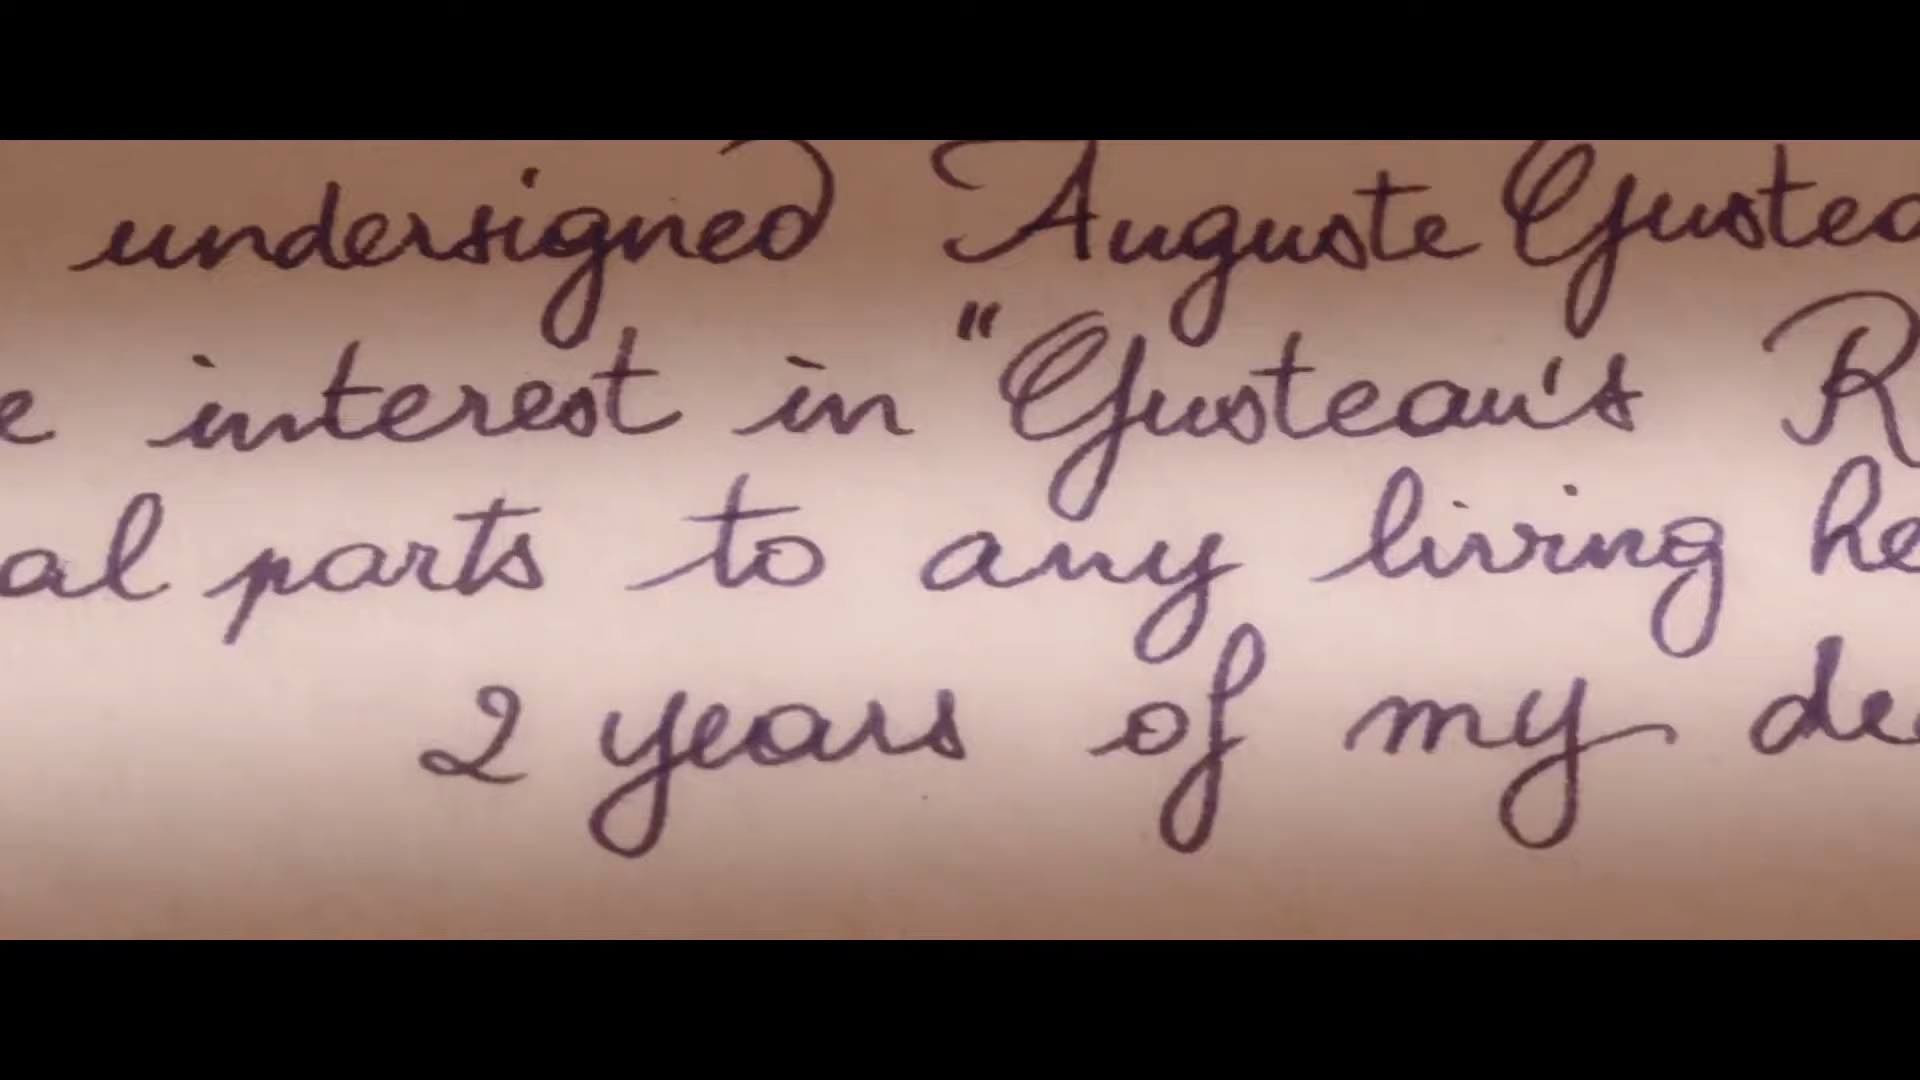 undersigned Auguste Gustea
e interest in "Gusteau's R
al parts to any living he
2 years of my de